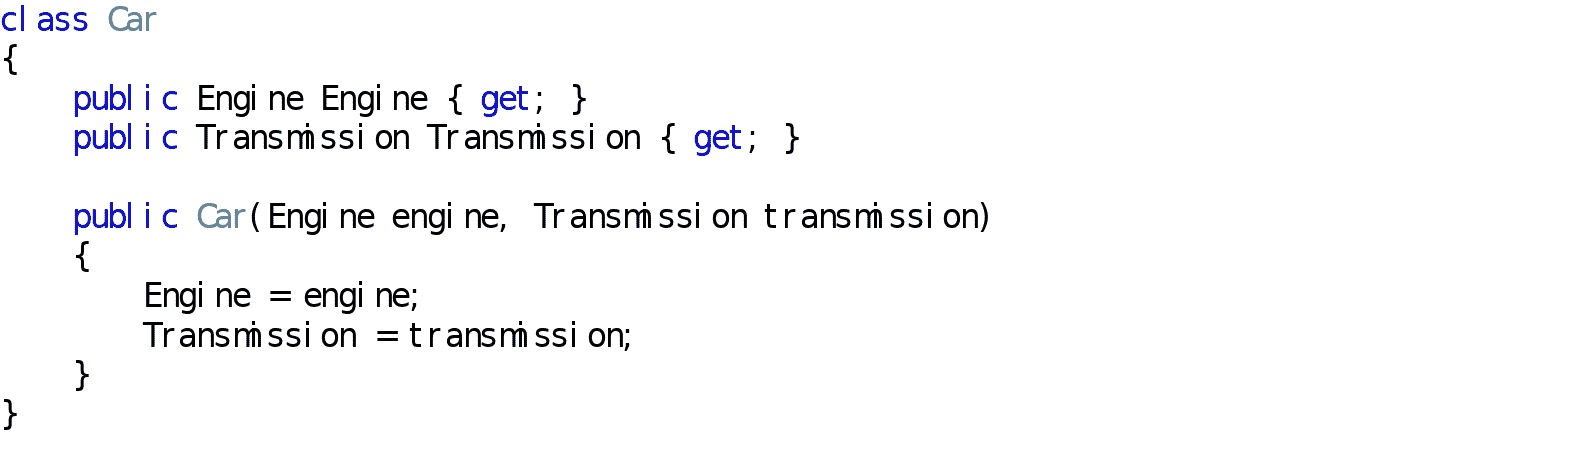 class Car
{
    public Engine Engine { get; }
    public Transmission Transmission { get; }

    public Car(Engine engine, Transmission transmission)
    {
        Engine = engine;
        Transmission = transmission;
    }
}